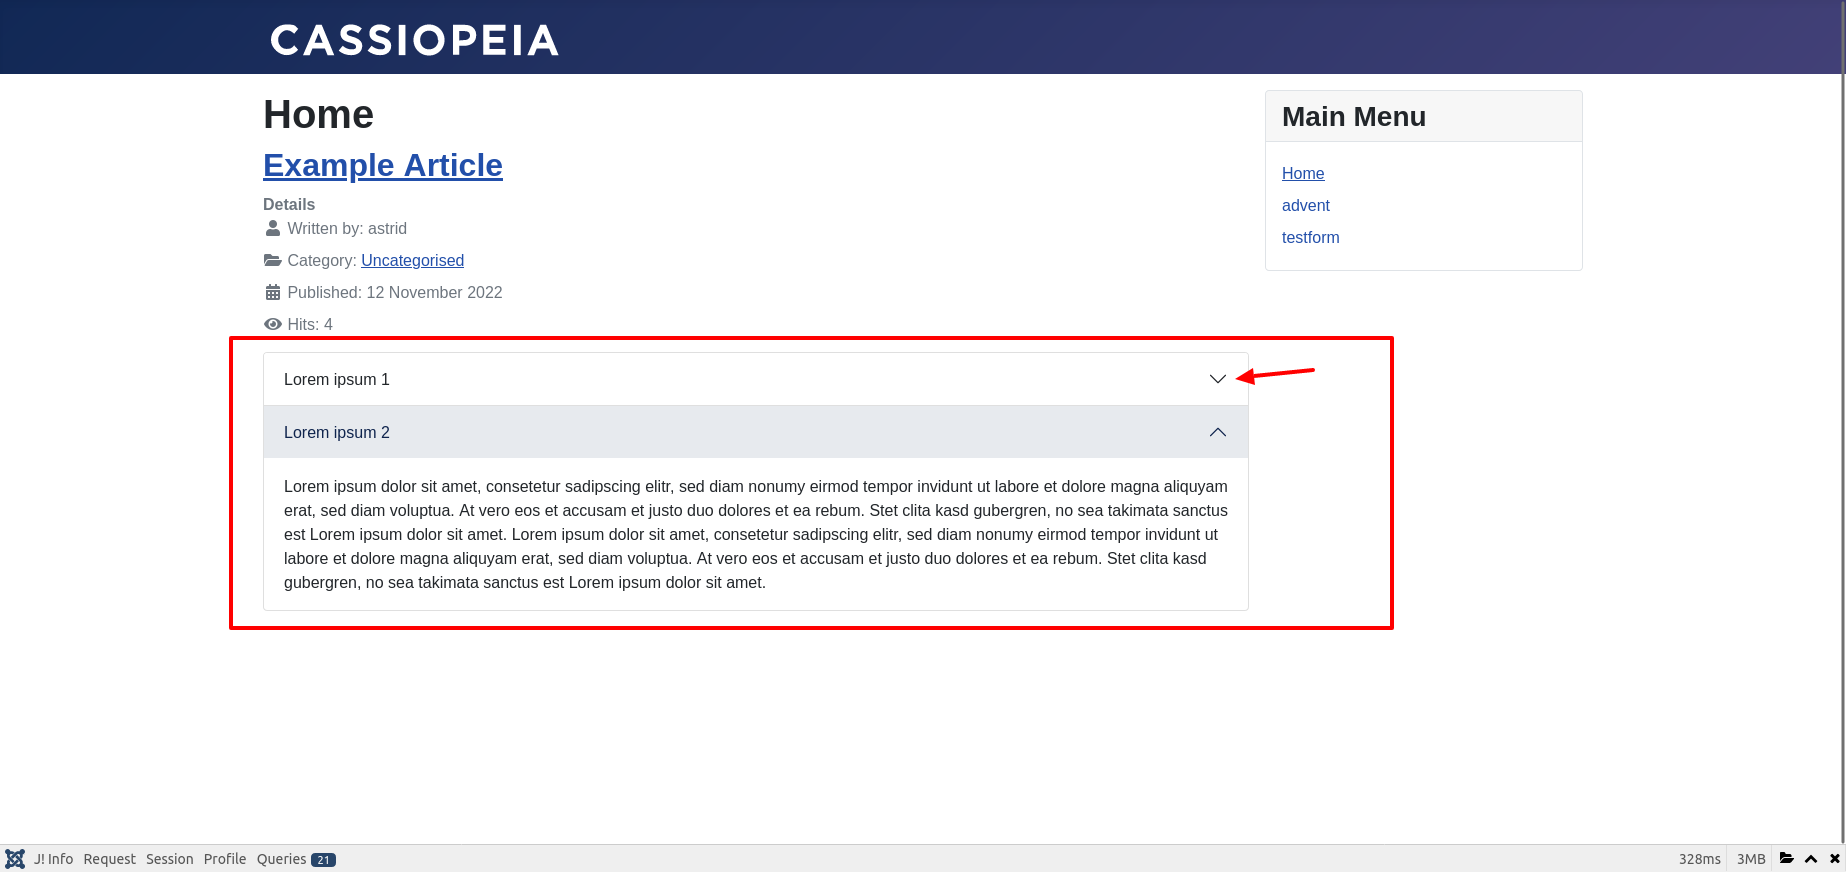 CASSIOPEIA
Home
Example Article
Details
Written by: astrid
Category: Uncategorised
Published: 12 November 2022
Hits: 4
Lorem ipsum 1
Lorem ipsum 2
Lorem ipsum dolor sit amet, consetetur sadipscing elitr, sed diam nonumy eirmod tempor invidunt ut labore et dolore magna aliquyam
erat, sed diam voluptua. At vero eos et accusam et justo duo dolores et ea rebum. Stet clita kasd gubergren, no sea takimata sanctus
est Lorem ipsum dolor sit amet. Lorem ipsum dolor sit amet, consetetur sadipscing elitr, sed diam nonumy eirmod tempor invidunt ut
labore et dolore magna aliquyam erat, sed diam voluptua. At vero eos et accusam et justo duo dolores et ea rebum. Stet clita kasd
gubergren, no sea takimata sanctus est Lorem ipsum dolor sit amet.
Main Menu
Home
advent
testform
J! Info Request Session Profile Queries 21 328ms 3MB